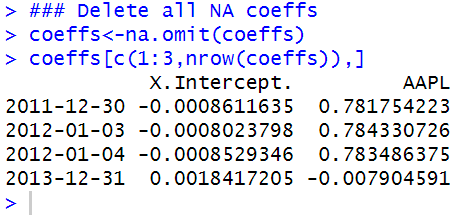 > ### Delete all NA coeffs
> coeffs<-na.omit(coeffs)
> coeffs[c(1:3,nrow(coeffs)),]
X.Intercept. AAPL
2011-12-30 -0.0008611635 0.781754223
2012-01-03 -0.0008023798 0.784330726
2012-01-04 -0.0008529346 0.783486375
2013-12-31 0.0018417205 -0.007904591
>